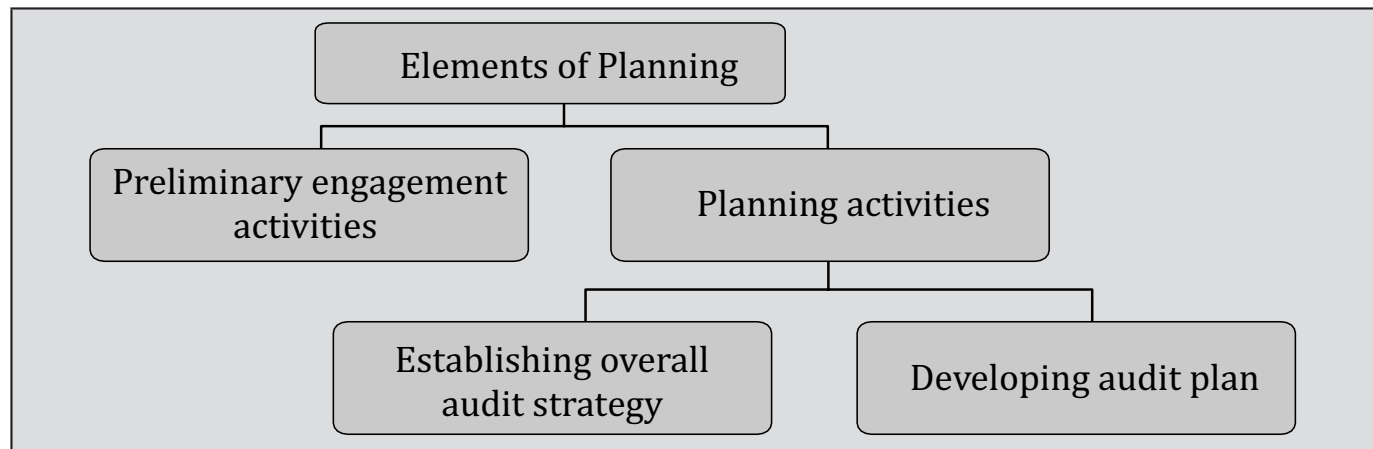 Elements of Planning
Preliminary engagement
activities
Planning activities
Establishing overall
audit strategy
Developing audit plan